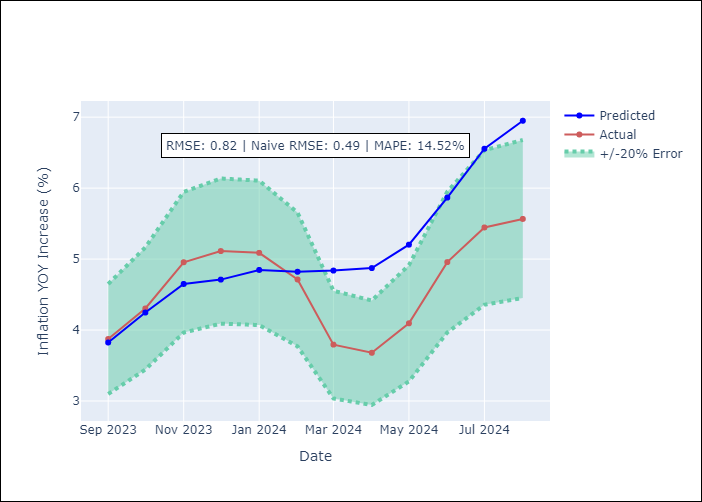 Predicted
Actual
+/-20% Error
RMSE: 0.82 | Naive RMSE: 0.49 | MAPE: 14.52%
Inflation YOY Increase (%)
7
6
5
4
3
Sep 2023
Nov 2023
Jan 2024
Mar 2024
May 2024
Jul 2024
Date